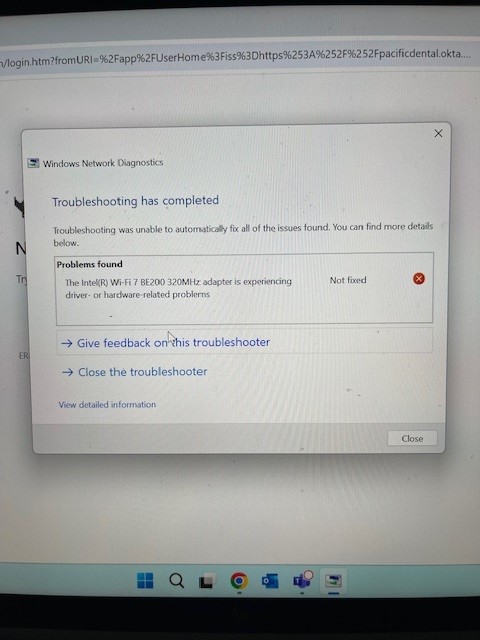 /login.htm?fromURI=%2Fapp%2FUserHome%3Fiss%3Dhttps%253A%252F%252Fpacificdental.okta....
Windows Network Diagnostics
Troubleshooting has completed
Troubleshooting was unable to automatically fix all of the issues found. You can find more details
below.
Problems found
The Intel(R) Wi-Fi 7 BE200 320MHz adapter is experiencing
driver- or hardware-related problems
Not fixed
→ Give feedback on this troubleshooter
→ Close the troubleshooter
View detailed information
Close
N
Try
ER